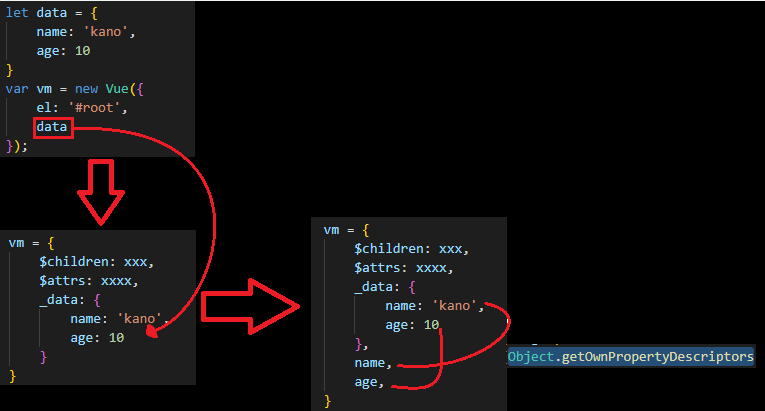 let data = {
name: 'kano',
age: 10
}
var vm = new Vue({
el: '#root',
data
});
vm = {
$children: xxx,
$attrs: xxxx,
_data: {
name: 'kano',
age: 10
}
}
vm = {
$children: xxx,
$attrs: xxxx,
_data: {
name: 'kano',
age: 10
},
name,
age,
}
Object.getOwnPropertyDescriptors